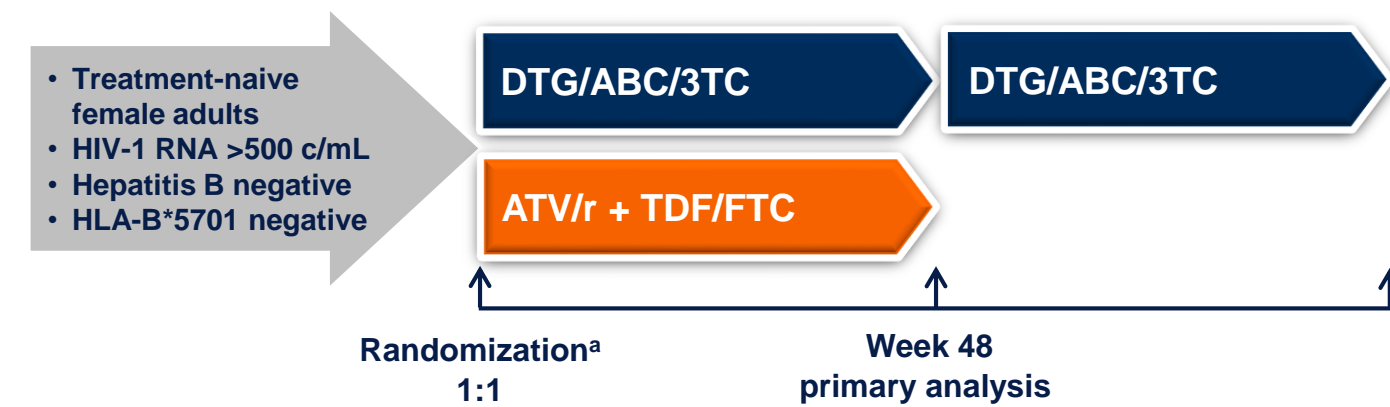 • Treatment-naive
female adults
• HIV-1 RNA >500 c/mL
• Hepatitis B negative
• HLA-B*5701 negative
DTG/ABC/3TC
DTG/ABC/3TC
ATV/r + TDF/FTC
Randomizationᵃ
1:1
Week 48
primary analysis